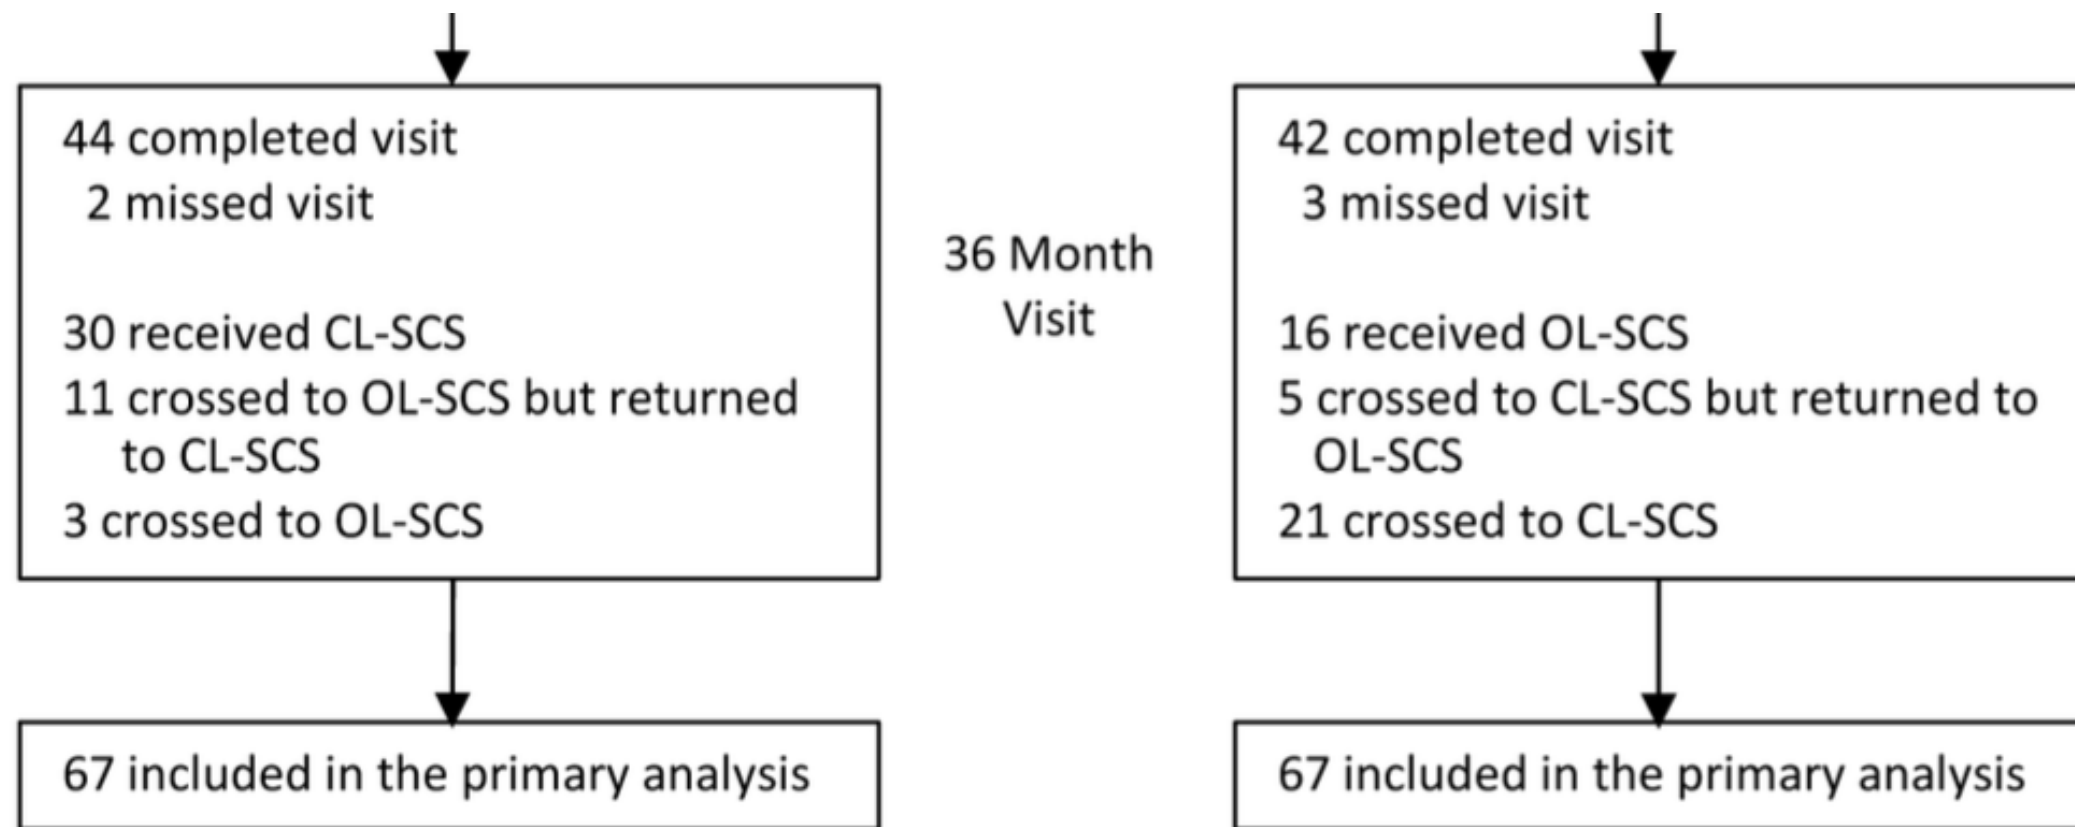 44 completed visit
2 missed visit
30 received CL-SCS
11 crossed to OL-SCS but returned
to CL-SCS
3 crossed to OL-SCS
36 Month
Visit
42 completed visit
3 missed visit
16 received OL-SCS
5 crossed to CL-SCS but returned to
OL-SCS
21 crossed to CL-SCS
67 included in the primary analysis
67 included in the primary analysis